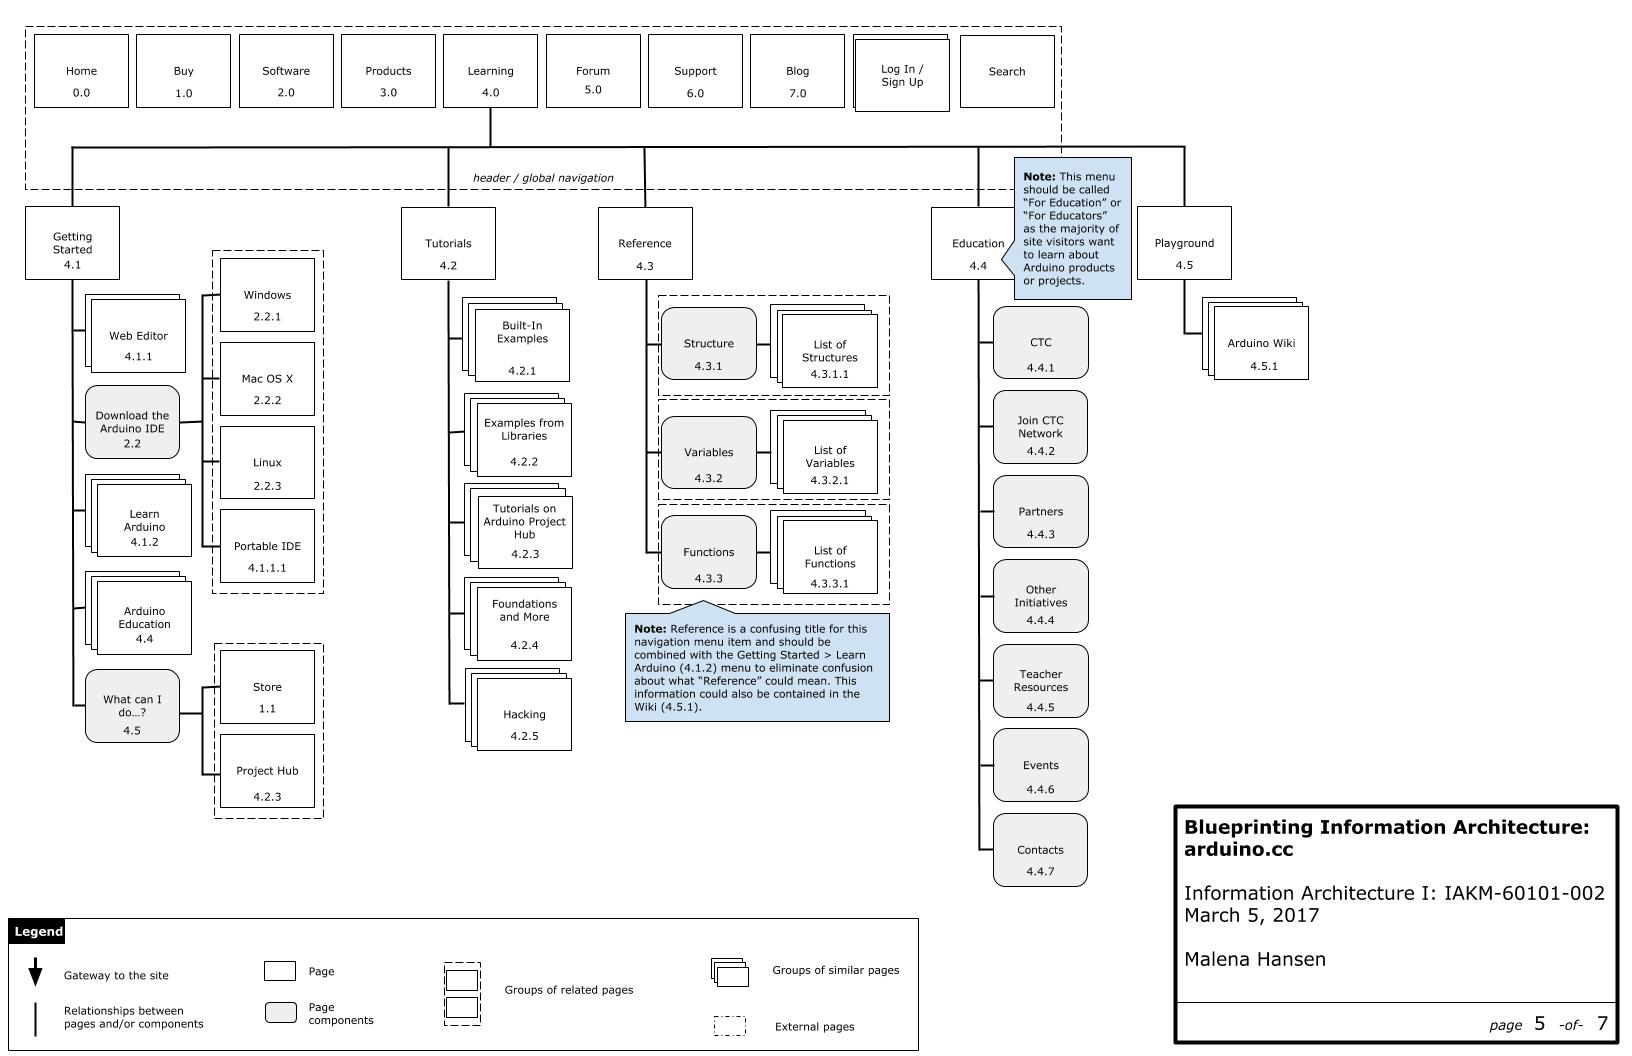 Home
0.0
Buy
1.0
Software
2.0
Products
3.0
Learning
4.0
Forum
5.0
Support
6.0
Blog
7.0
Log In /
Sign Up
Search
header / global navigation
Getting
Started
4.1
Web Editor
4.1.1
Download the
Arduino IDE
2.2
Learn
Arduino
4.1.2
Arduino
Education
4.4
What can I
do…?
4.5
Windows
2.2.1
Mac OS X
2.2.2
Linux
2.2.3
Portable IDE
4.1.1.1
Store
1.1
Project Hub
4.2.3
Tutorials
4.2
Built-In
Examples
4.2.1
Examples from
Libraries
4.2.2
Tutorials on
Arduino Project
Hub
4.2.3
Foundations
and More
4.2.4
Hacking
4.2.5
Reference
4.3
Structure
4.3.1
List of
Structures
4.3.1.1
Variables
4.3.2
List of
Variables
4.3.2.1
Functions
4.3.3
List of
Functions
4.3.3.1
Note: Reference is a confusing title for this
navigation menu item and should be
combined with the Getting Started > Learn
Arduino (4.1.2) menu to eliminate confusion
about what “Reference” could mean. This
information could also be contained in the
Wiki (4.5.1).
Education
4.4
Note: This menu
should be called
“For Education” or
“For Educators”
as the majority of
site visitors want
to learn about
Arduino products
or projects.
CTC
4.4.1
Join CTC
Network
4.4.2
Partners
4.4.3
Other
Initiatives
4.4.4
Teacher
Resources
4.4.5
Events
4.4.6
Contacts
4.4.7
Playground
4.5
Arduino Wiki
4.5.1
Legend
Gateway to the site
Relationships between
pages and/or components
Page
Page
components
Groups of related pages
Groups of similar pages
External pages
Blueprinting Information Architecture:
arduino.cc
Information Architecture I: IAKM-60101-002
March 5, 2017
Malena Hansen
page 5 -of- 7